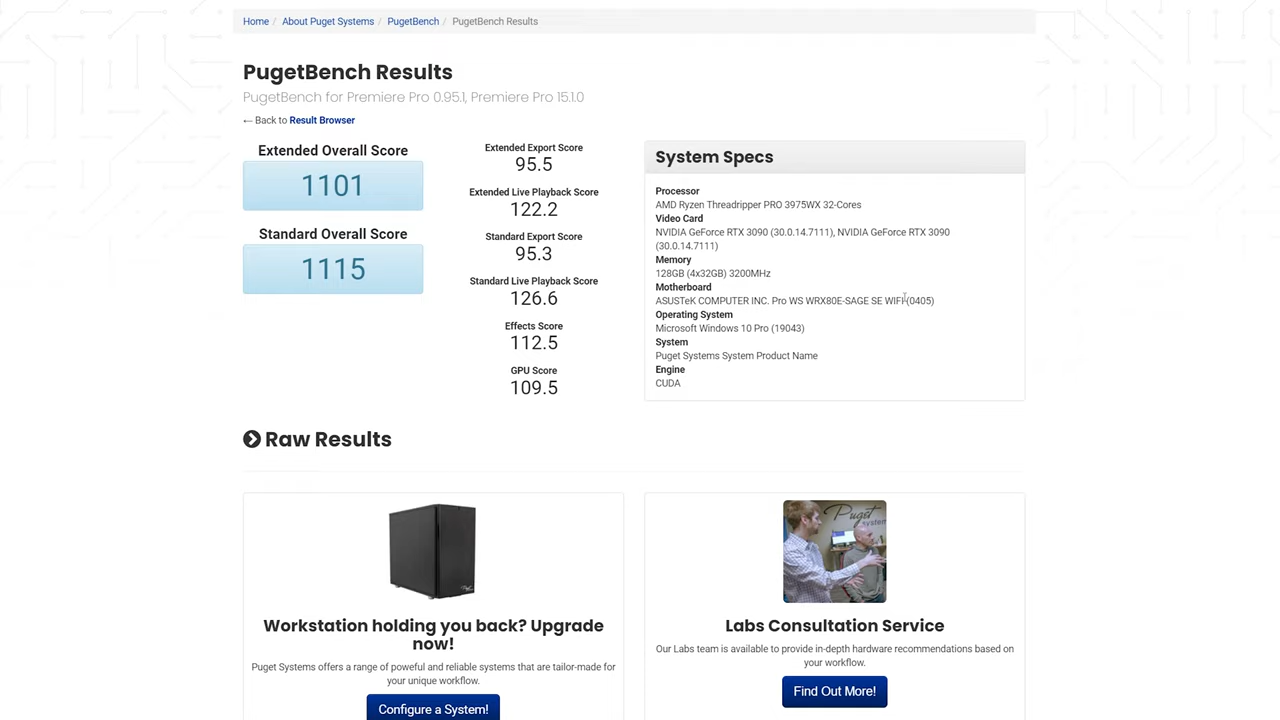 Home / About Puget Systems / PugetBench / PugetBench Results
PugetBench Results
PugetBench for Premiere Pro 0.95.1, Premiere Pro 15.1.0
← Back to Result Browser
Extended Overall Score
1101
Standard Overall Score
1115
Extended Export Score
95.5
Extended Live Playback Score
122.2
Standard Export Score
95.3
Standard Live Playback Score
126.6
Effects Score
112.5
GPU Score
109.5
System Specs
Processor
AMD Ryzen Threadripper PRO 3975WX 32-Cores
Video Card
NVIDIA GeForce RTX 3090 (30.0.14.7111), NVIDIA GeForce RTX 3090
(30.0.14.7111)
Memory
128GB (4x32GB) 3200MHz
Motherboard
ASUSTeK COMPUTER INC. Pro WS WRX80E-SAGE SE WIFI (0405)
Operating System
Microsoft Windows 10 Pro (19043)
System
Puget Systems System Product Name
Engine
CUDA
Raw Results
Workstation holding you back? Upgrade
now!
Puget Systems offers a range of poweful and reliable systems that are tailor-made for
your unique workflow.
Configure a System!
Puget
systems
Labs Consultation Service
Our Labs team is available to provide in-depth hardware recommendations based on
your workflow.
Find Out More!